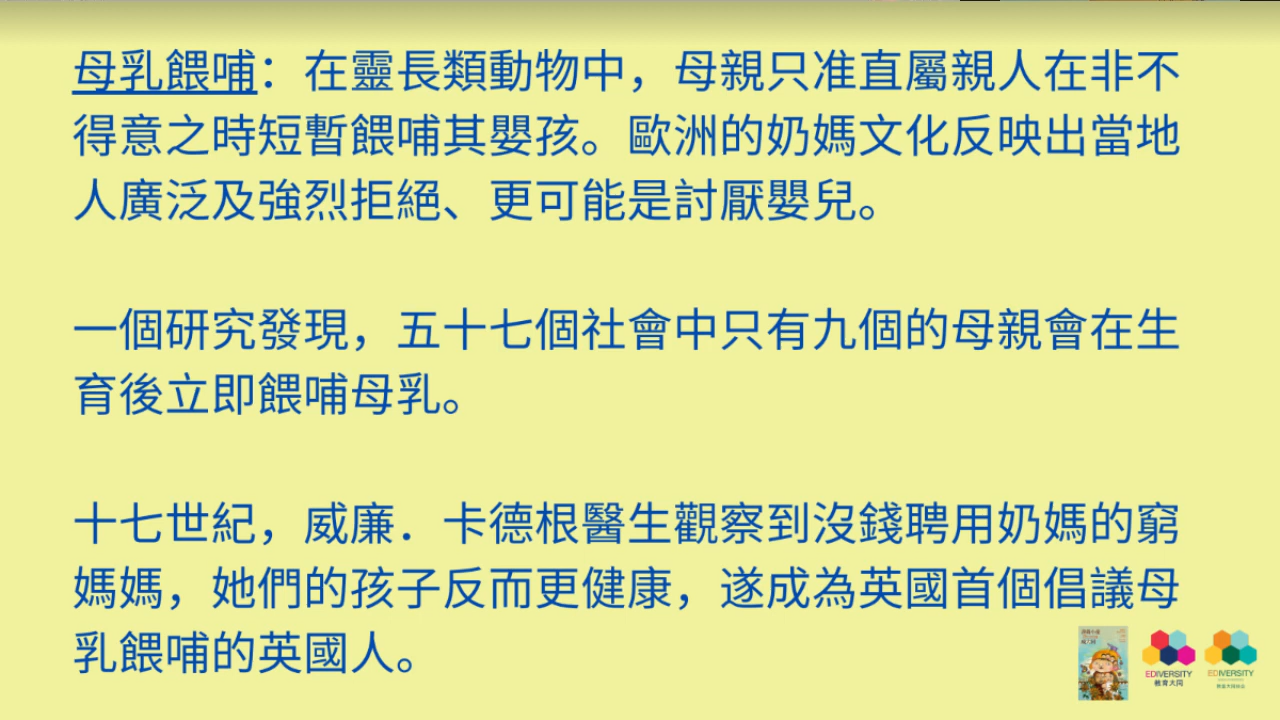 母乳餵哺：在靈長類動物中，母親只准直屬親人在非不
得意之時短暫餵哺其嬰孩。歐洲的奶媽文化反映出當地
人廣泛及強烈拒絕、更可能是討厭嬰兒。
一個研究發現，五十七個社會中只有九個的母親會在生
育後立即餵哺母乳。
十七世紀，威廉．卡德根醫生觀察到沒錢聘用奶媽的窮
媽媽，她們的孩子反而更健康，遂成為英國首個倡議母
乳餵哺的英國人。
EDIVERSITY
教育大同
EDIVERSITY